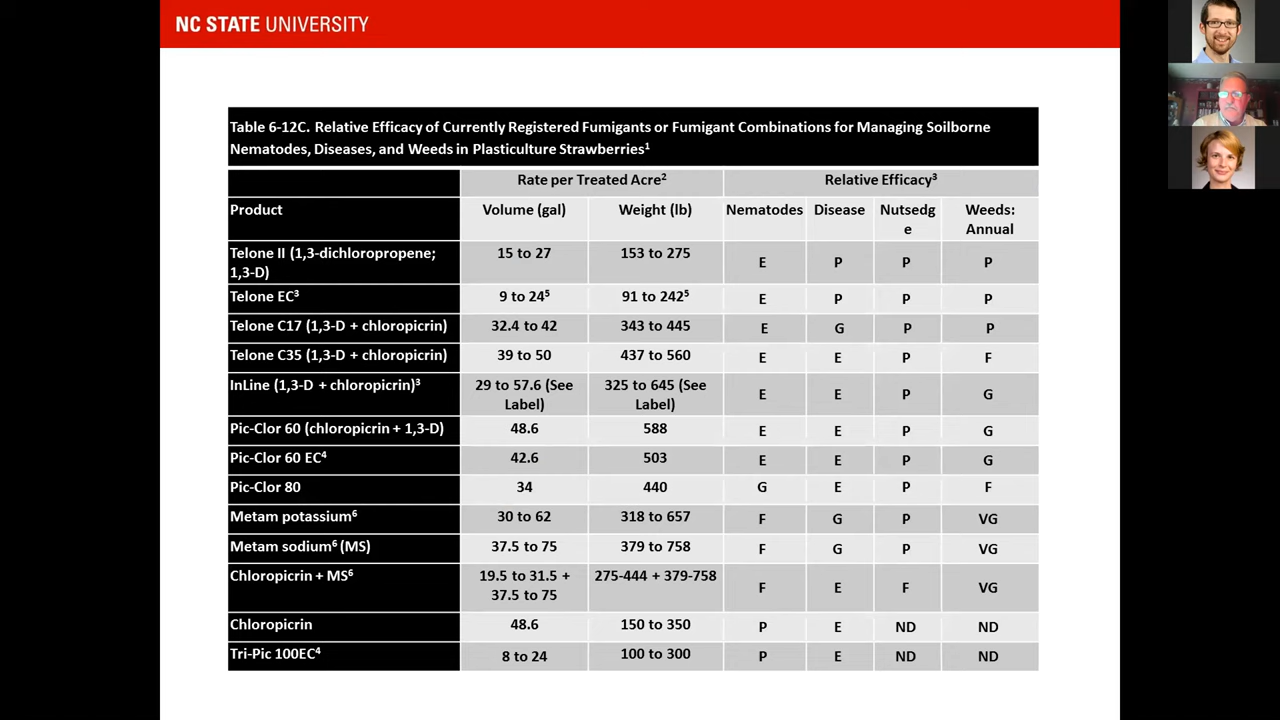 NC STATE UNIVERSITY
Table 6-12C. Relative Efficacy of Currently Registered Fumigants or Fumigant Combinations for Managing Soilborne
Nematodes, Diseases, and Weeds in Plasticulture Strawberries¹
Rate per Treated Acre² Relative Efficacy³
Product Volume (gal) Weight (lb) Nematodes Disease Nutsedg Weeds:
e Annual
Telone II (1,3-dichloropropene; 15 to 27 153 to 275 E P P P
1,3-D)
Telone EC³ 9 to 24⁵ 91 to 242⁵ E P P P
Telone C17 (1,3-D + chloropicrin) 32.4 to 42 343 to 445 E G P P
Telone C35 (1,3-D + chloropicrin) 39 to 50 437 to 560 E E P F
InLine (1,3-D + chloropicrin)³ 29 to 57.6 (See 325 to 645 (See E E P G
Label) Label)
Pic-Clor 60 (chloropicrin + 1,3-D) 48.6 588 E E P G
Pic-Clor 60 EC⁴ 42.6 503 E E P G
Pic-Clor 80 34 440 G E P F
Metam potassium⁶ 30 to 62 318 to 657 F G P VG
Metam sodium⁶ (MS) 37.5 to 75 379 to 758 F G P VG
Chloropicrin + MS⁶ 19.5 to 31.5 + 275-444 + 379-758 F E F VG
37.5 to 75
Chloropicrin 48.6 150 to 350 P E ND ND
Tri-Pic 100EC⁴ 8 to 24 100 to 300 P E ND ND